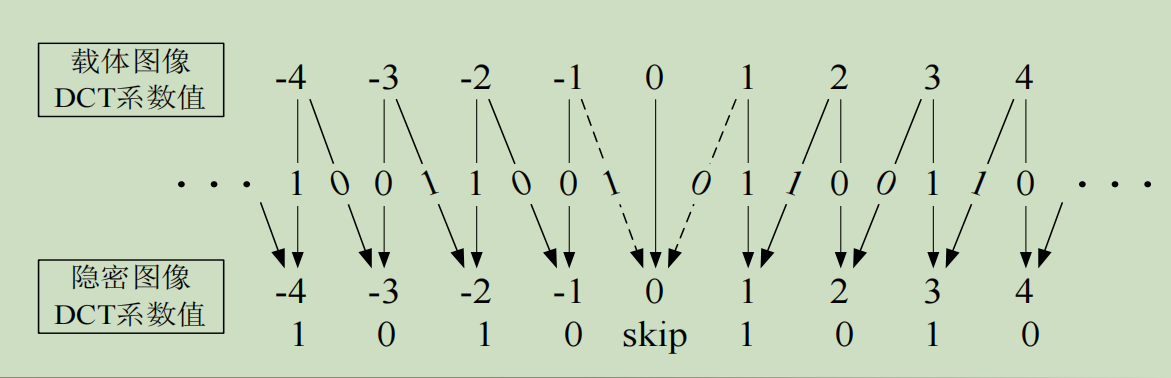 载体图像
DCT系数值
-4 -3 -2 -1 0 1 2 3 4
· · · 1 0 0 1 1 0 0 1 0 1 1 0 0 1 1 0 · · ·
隐密图像
DCT系数值
-4 -3 -2 -1 0 1 2 3 4
1 0 1 0 skip 1 0 1 0